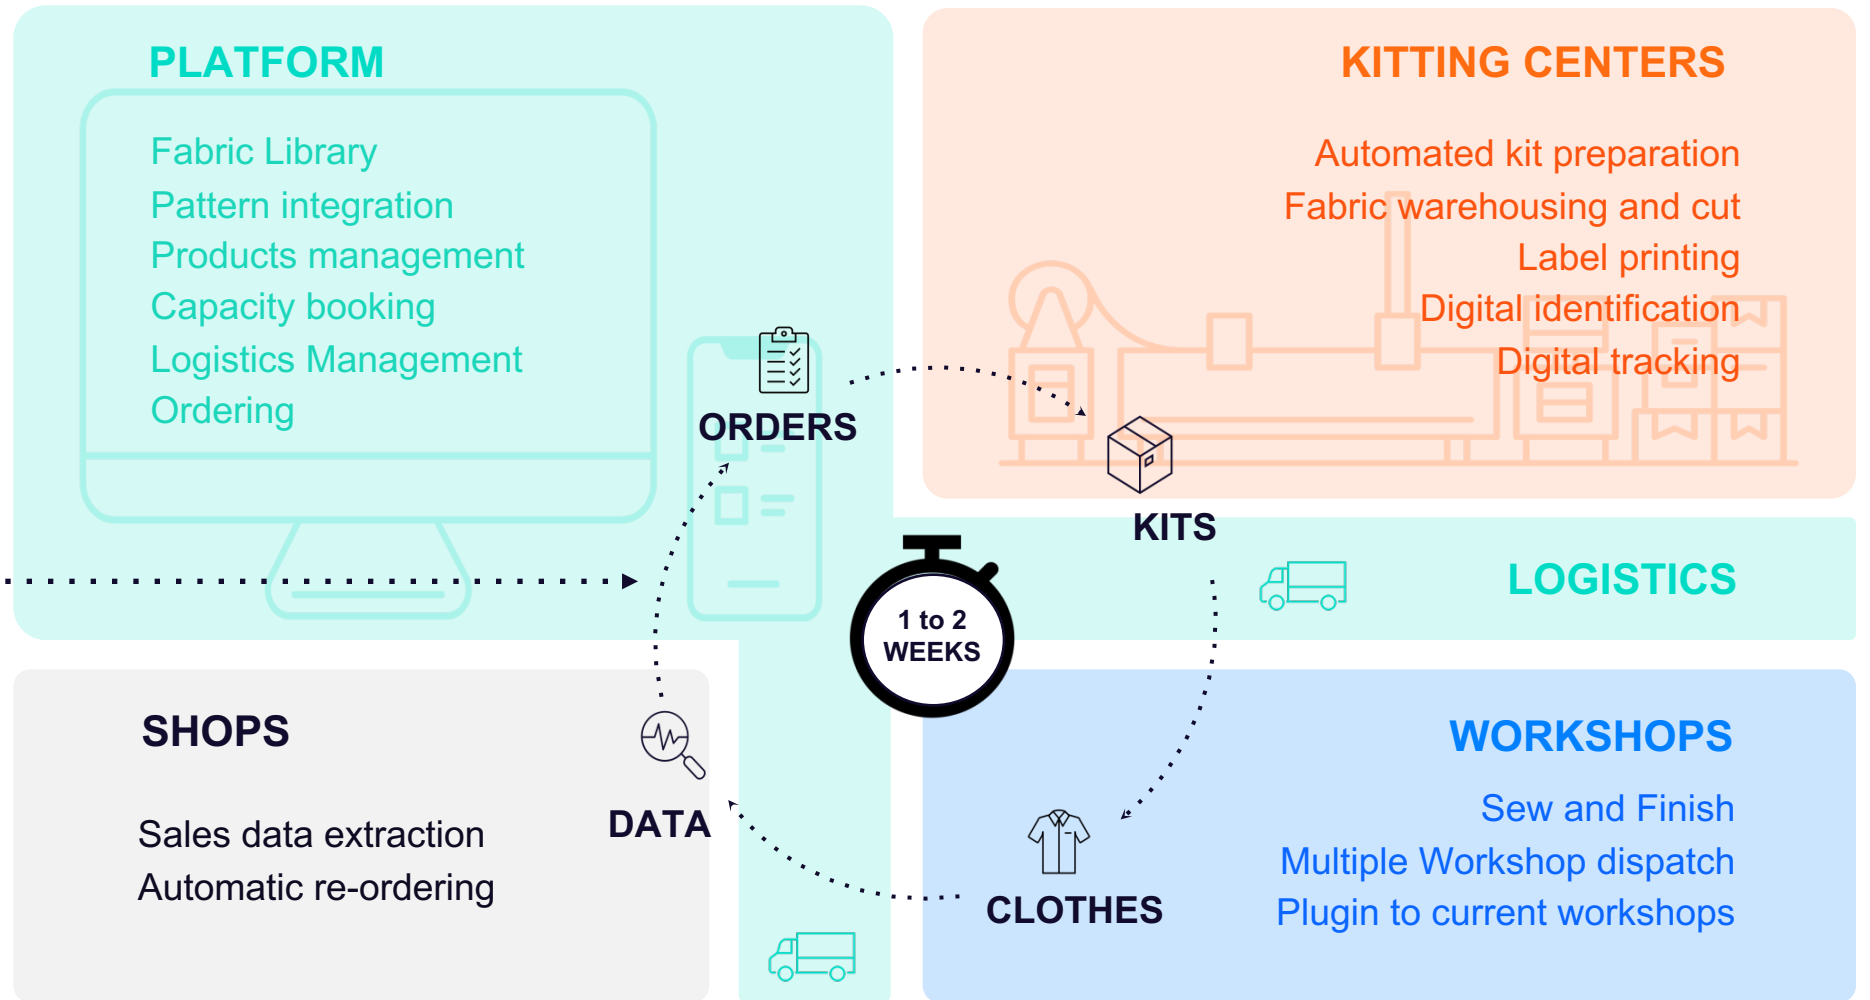 PLATFORM
Fabric Library
Pattern integration
Products management
Capacity booking
Logistics Management
Ordering
KITTING CENTERS
Automated kit preparation
Fabric warehousing and cut
Label printing
Digital identification
Digital tracking
ORDERS
KITS
LOGISTICS
1 to 2
WEEKS
SHOPS
Sales data extraction
Automatic re-ordering
DATA
CLOTHES
WORKSHOPS
Sew and Finish
Multiple Workshop dispatch
Plugin to current workshops